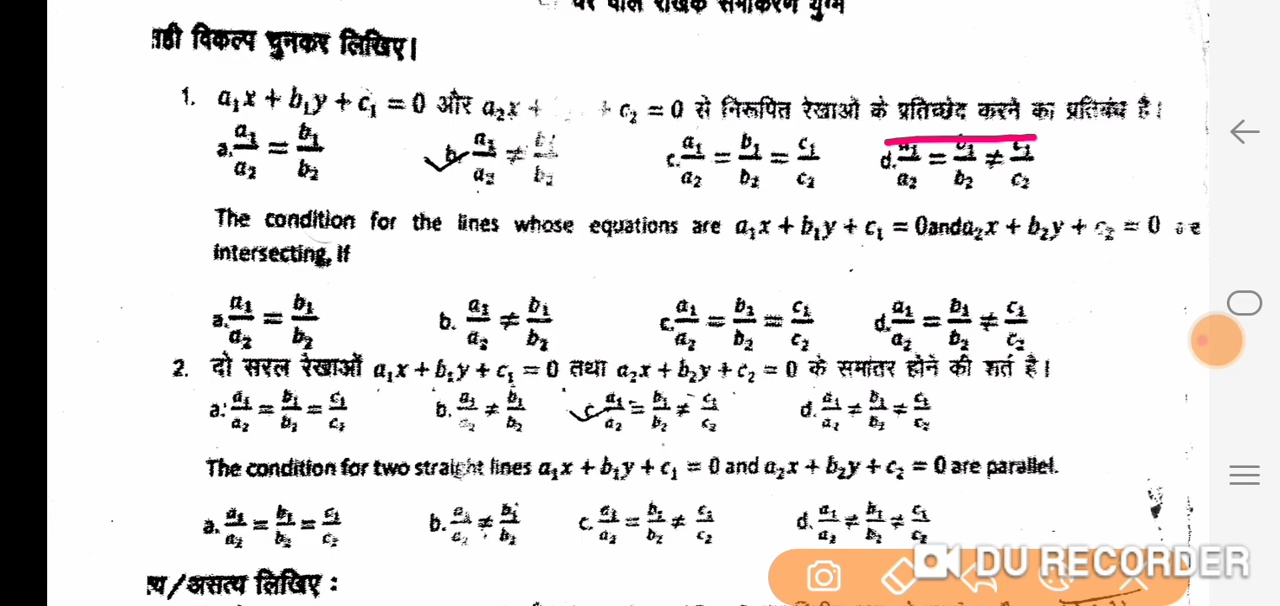 पर वाले रैखिक समीकरण युग्म
सही विकल्प चुनकर लिखिए।
1. a₁x + b₁y + c₁ = 0 और a₂x + + c₂ = 0 से निरूपित रेखाओं के प्रतिच्छेद करने का प्रतिबंध है।
a. a₁/a₂ = b₁/b₂ b. a₁/a₂ ≠ b₁/b₂ c. a₁/a₂ = b₁/b₂ = c₁/c₂ d. a₁/a₂ = b₁/b₂ ≠ c₁/c₂
The condition for the lines whose equations are a₁x + b₁y + c₁ = 0anda₂x + b₂y + c₂ = 0 are
intersecting, If
a. a₁/a₂ = b₁/b₂ b. a₁/a₂ ≠ b₁/b₂ c. a₁/a₂ = b₁/b₂ = c₁/c₂ d. a₁/a₂ = b₁/b₂ ≠ c₁/c₂
2. दो सरल रेखाओं a₁x + b₁y + c₁ = 0 तथा a₂x + b₂y + c₂ = 0 के समांतर होने की शर्त है।
a. a₁/a₂ = b₁/b₂ = c₁/c₂ b. a₁/a₂ ≠ b₁/b₂ c. a₁/a₂ = b₁/b₂ ≠ c₁/c₂ d. a₁/a₂ ≠ b₁/b₂ ≠ c₁/c₂
The condition for two straight lines a₁x + b₁y + c₁ = 0 and a₂x + b₂y + c₂ = 0 are parallel.
a. a₁/a₂ = b₁/b₂ = c₁/c₂ b. a₁/a₂ ≠ b₁/b₂ c. a₁/a₂ = b₁/b₂ ≠ c₁/c₂ d. a₁/a₂ ≠ b₁/b₂ ≠ c₁/c₂
/असत्य लिखिए :
DU RECORDER